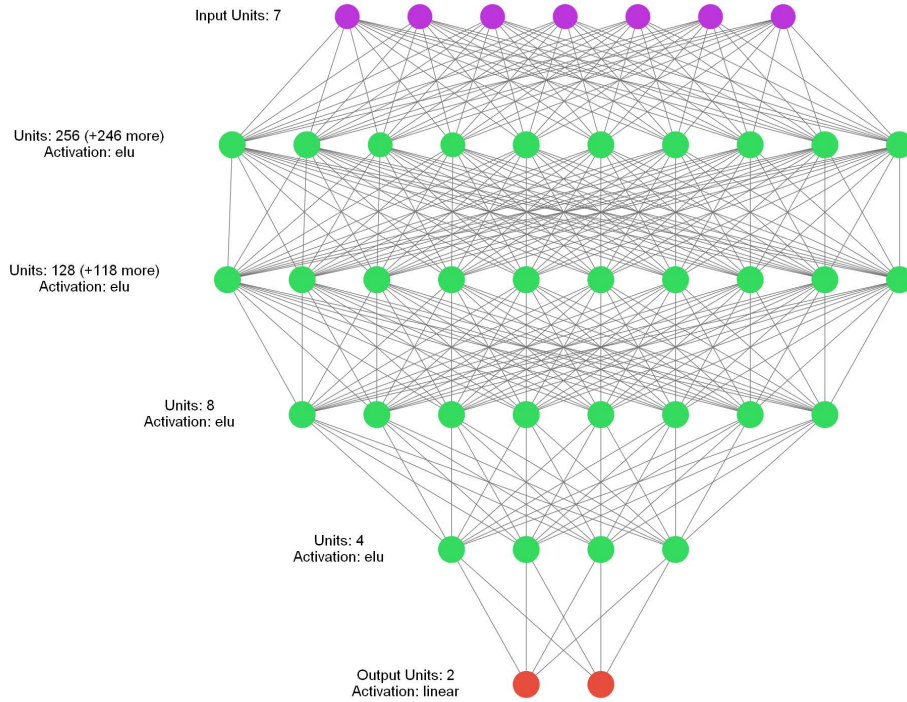 Input Units: 7
Units: 256 (+246 more)
Activation: elu
Units: 128 (+118 more)
Activation: elu
Units: 8
Activation: elu
Units: 4
Activation: elu
Output Units: 2
Activation: linear